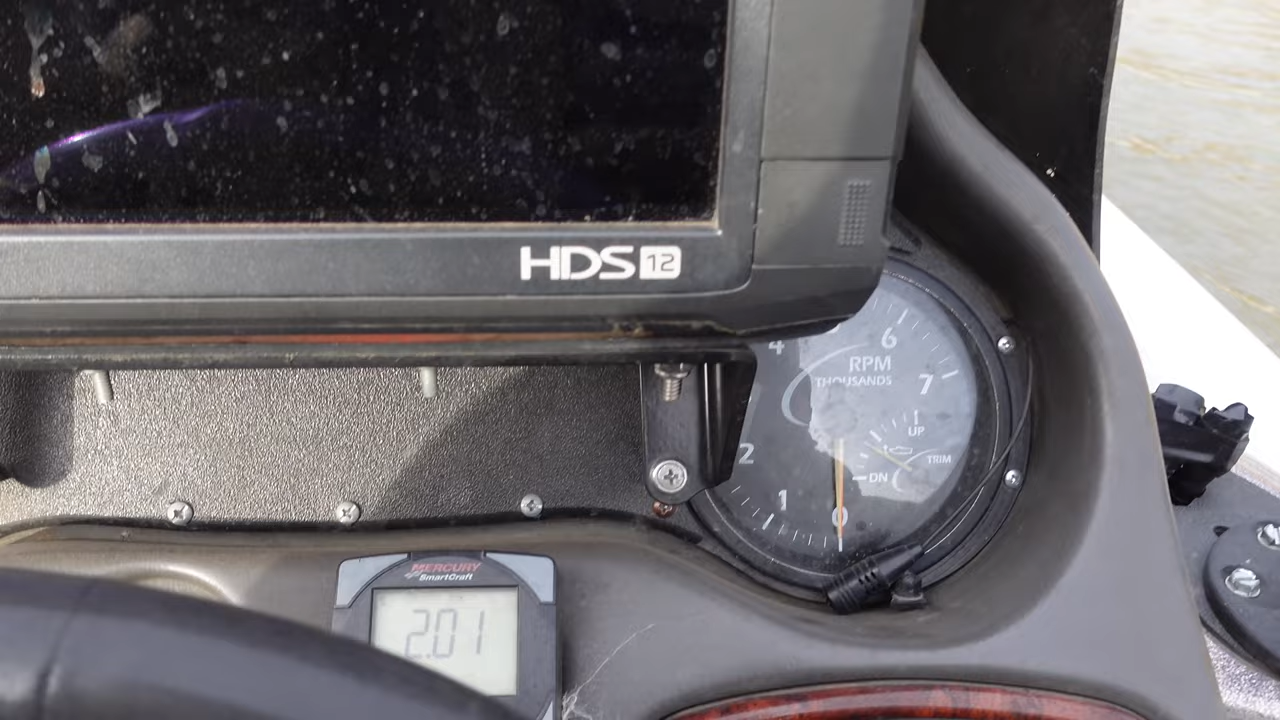 HDS 12
4
6
RPM
THOUSANDS
7
UP
2
TRIM
DN
1
0
MERCURY
SmartCraft
2.01